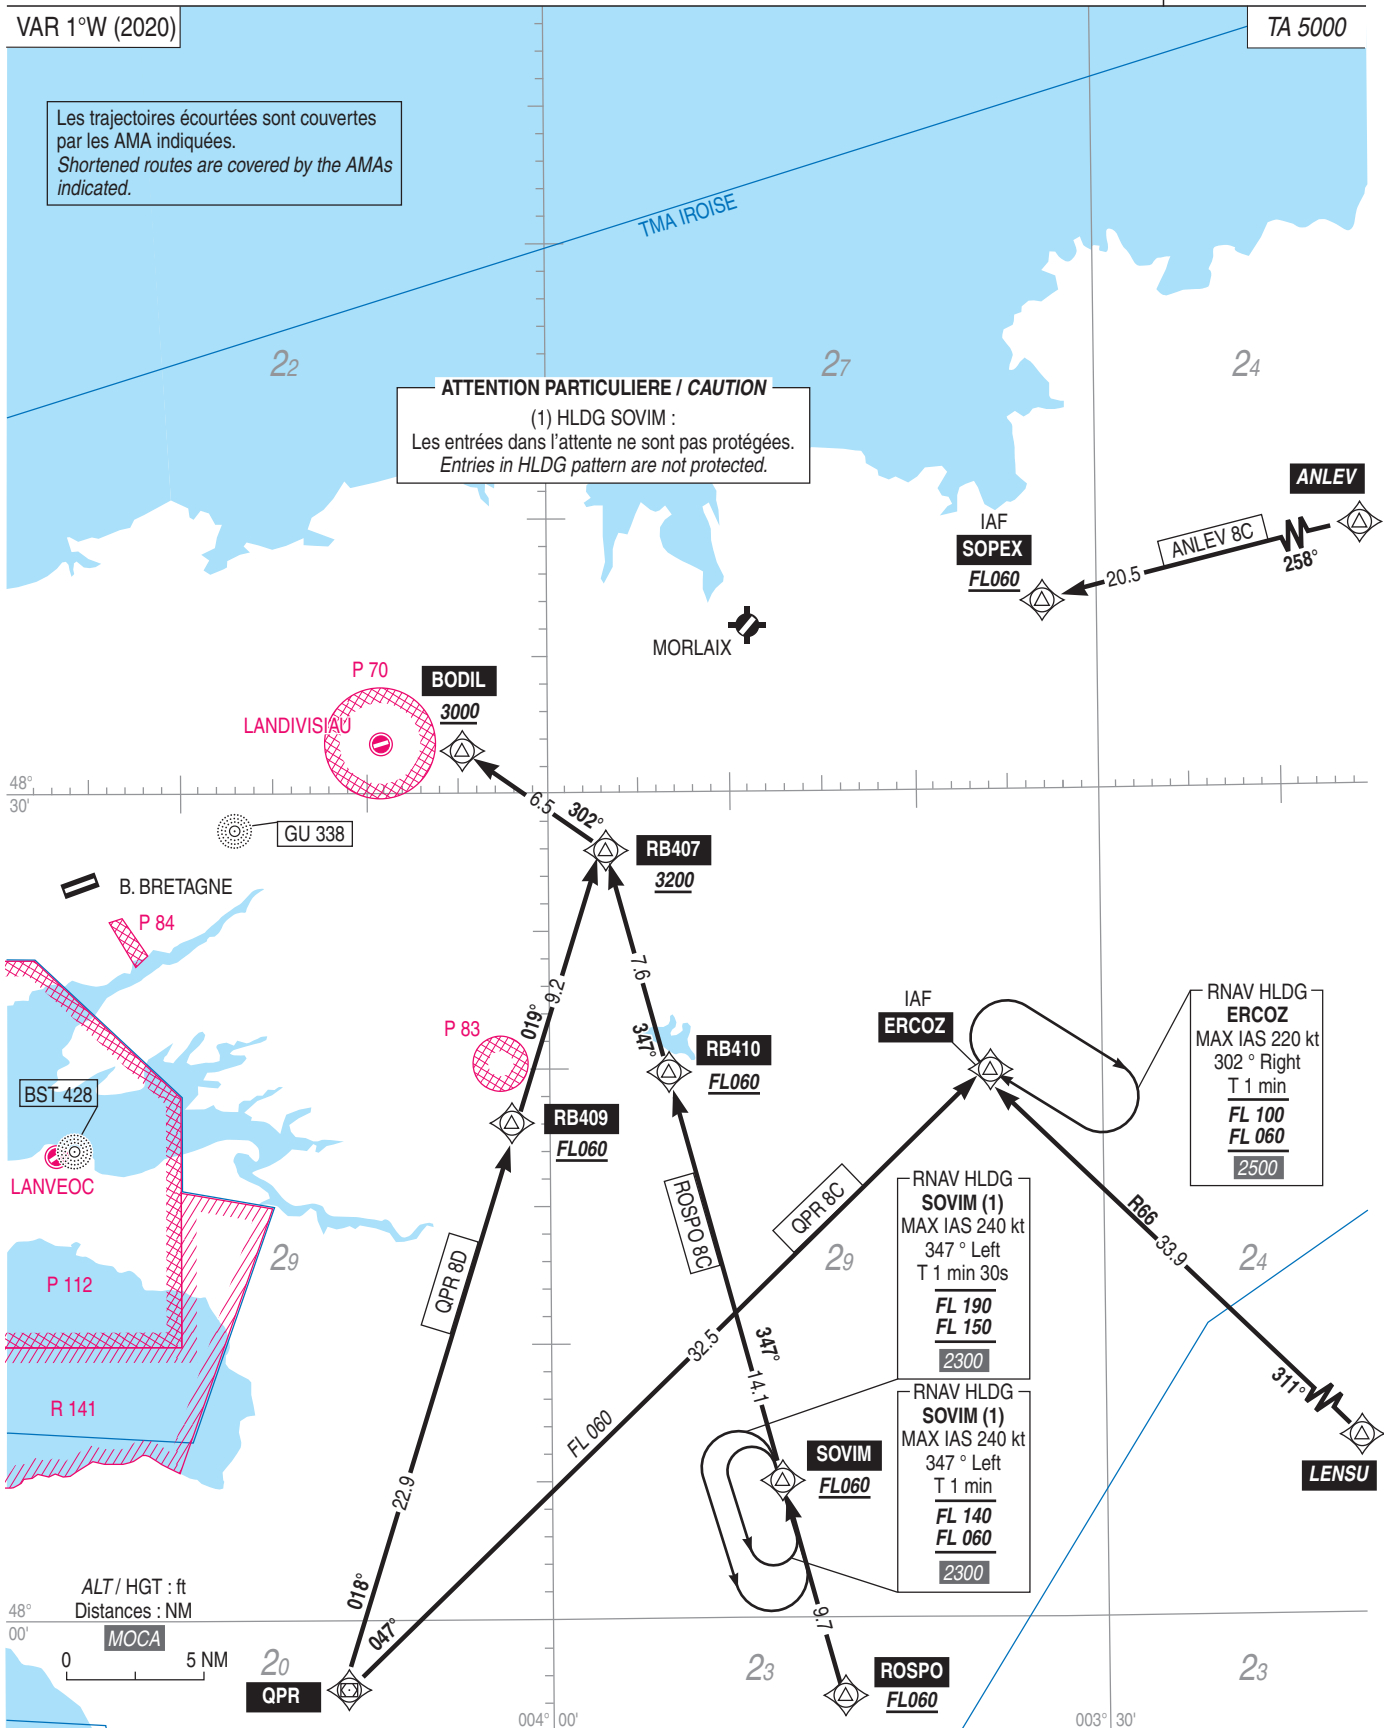 VAR 1°W (2020)
TA 5000
Les trajectoires écourtées sont couvertes
par les AMA indiquées.
Shortened routes are covered by the AMAs
indicated.
TMA IROISE
22
27
24
ATTENTION PARTICULIERE / CAUTION
(1) HLDG SOVIM :
Les entrées dans l'attente ne sont pas protégées.
Entries in HLDG pattern are not protected.
ANLEV
IAF
SOPEX
FL060
ANLEV 8C
258°
20.5
MORLAIX
P 70
BODIL
3000
LANDIVISIAU
48°
30'
6.5
302°
GU 338
RB407
3200
B. BRETAGNE
P 84
7.6
9.2
019°
347°
P 83
RB410
FL060
IAF
ERCOZ
RNAV HLDG
ERCOZ
MAX IAS 220 kt
302 ° Right
T 1 min
FL 100
FL 060
2500
BST 428
RB409
FL060
LANVEOC
ROSPO 8C
QPR 8C
RNAV HLDG
SOVIM (1)
MAX IAS 240 kt
347 ° Left
T 1 min 30s
FL 190
FL 150
2300
R66
33.9
29
29
24
QPR 8D
P 112
32.5
347°
14.1
311°
R 141
FL 060
RNAV HLDG
SOVIM (1)
MAX IAS 240 kt
347 ° Left
T 1 min
FL 140
FL 060
2300
SOVIM
FL060
LENSU
22.9
018°
047°
9.7
ALT / HGT : ft
Distances : NM
MOCA
0 5 NM
48°
00'
20
23
23
QPR
ROSPO
FL060
004° 00'
003° 30'